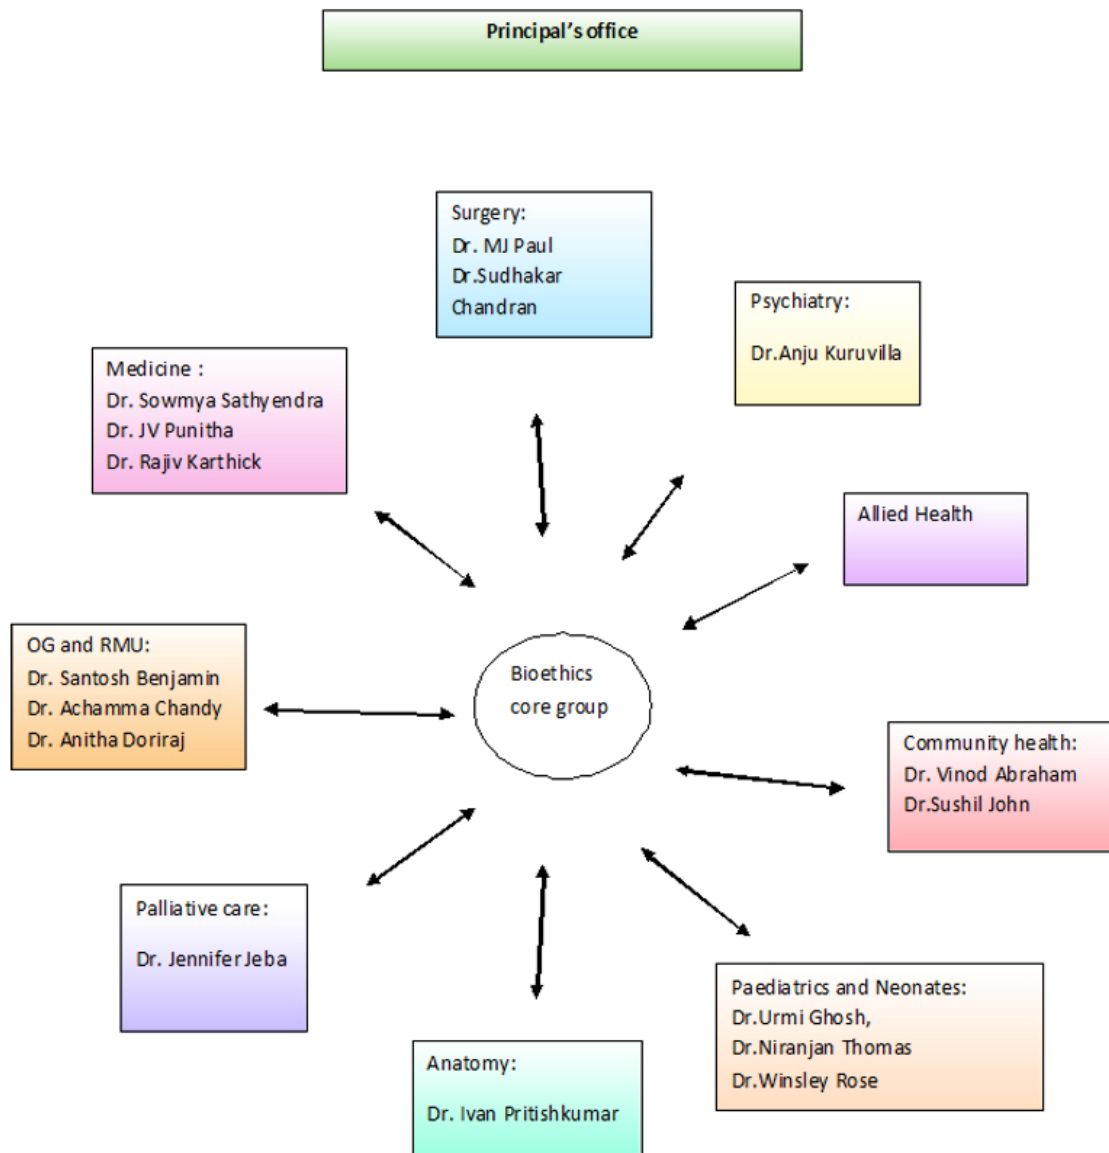 Principal’s office
Surgery:
Dr. MJ Paul
Dr.Sudhakar
Chandran
Psychiatry:
Dr.Anju Kuruvilla
Medicine :
Dr. Sowmya Sathyendra
Dr. JV Punitha
Dr. Rajiv Karthick
Allied Health
OG and RMU:
Dr. Santosh Benjamin
Dr. Achamma Chandy
Dr. Anitha Doriraj
Bioethics
core group
Community health:
Dr. Vinod Abraham
Dr.Sushil John
Palliative care:
Dr. Jennifer Jeba
Paediatrics and Neonates:
Dr.Urmi Ghosh,
Dr.Niranjan Thomas
Dr.Winsley Rose
Anatomy:
Dr. Ivan Pritishkumar